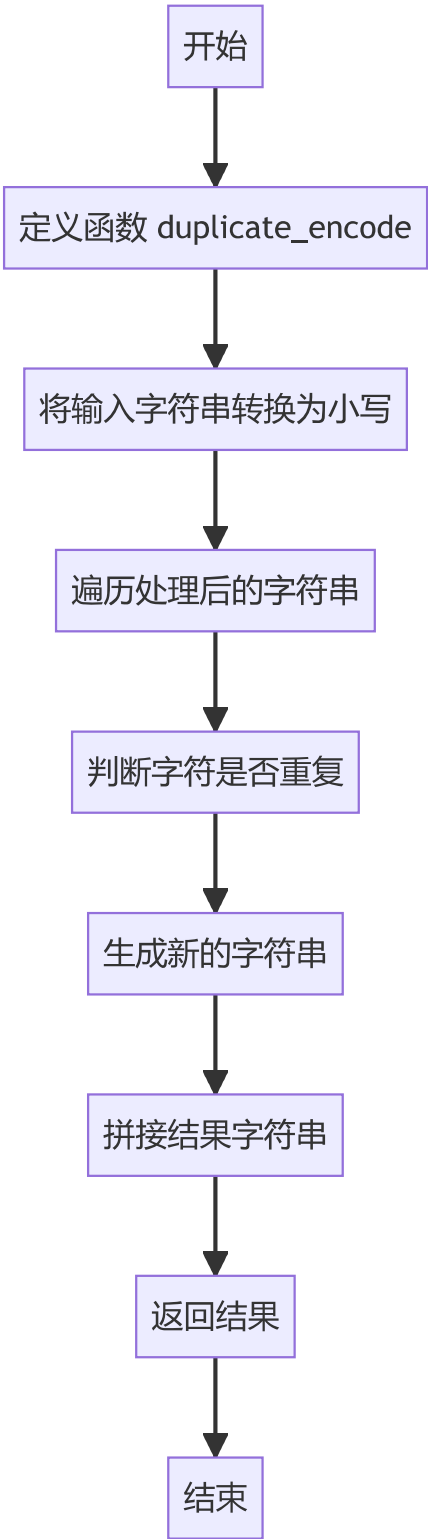 开始
定义函数 duplicate_encode
将输入字符串转换为小写
遍历处理后的字符串
判断字符是否重复
生成新的字符串
拼接结果字符串
返回结果
结束